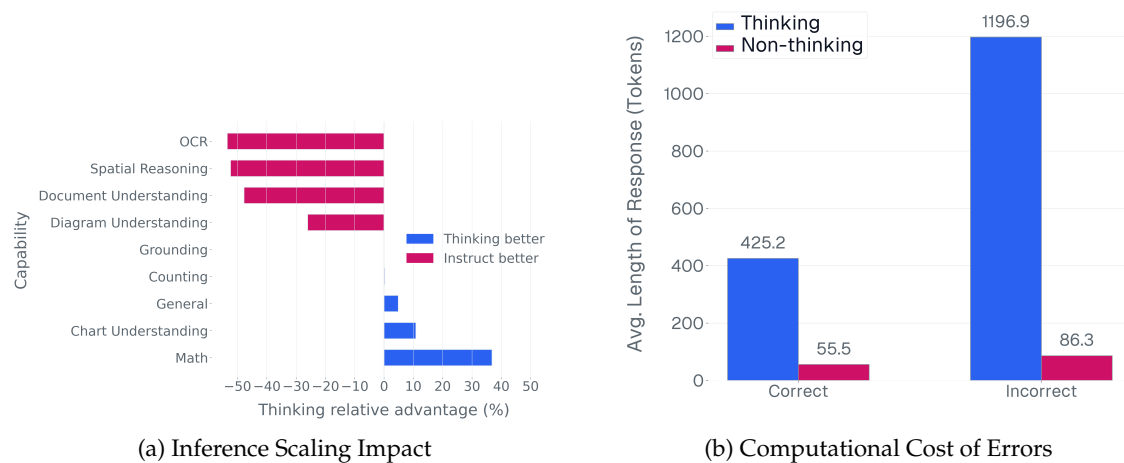 Capability
OCR
Spatial Reasoning
Document Understanding
Diagram Understanding
Grounding
Counting
General
Chart Understanding
Math
Thinking better
Instruct better
−50 −40 −30 −20 −10 0 10 20 30 40 50
Thinking relative advantage (%)
(a) Inference Scaling Impact
Avg. Length of Response (Tokens)
1200
1000
800
600
400
200
0
Thinking
Non-thinking
425.2
55.5
1196.9
86.3
Correct Incorrect
(b) Computational Cost of Errors